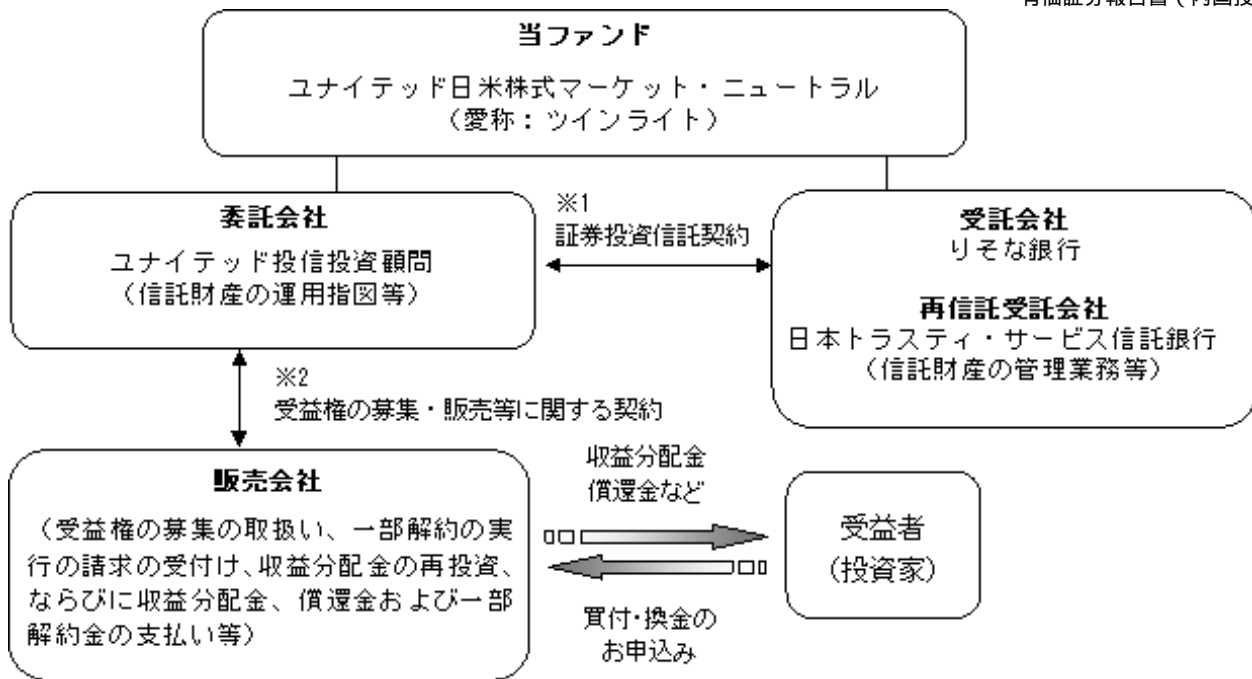 有価証券報告書(内国投
当ファンド
ユナイテッド日米株式マーケット・ニュートラル
(愛称:ツインライト)
委託会社
ユナイテッド投信投資顧問
(信託財産の運用指図等)
※1
証券投資信託契約
受託会社
りそな銀行
再信託受託会社
日本トラスティ・サービス信託銀行
(信託財産の管理業務等)
※2
受益権の募集・販売等に関する契約
販売会社
(受益権の募集の取扱い、一部解約の実
行の請求の受付け、収益分配金の再投資、
ならびに収益分配金、償還金および一部
解約金の支払い等)
収益分配金
償還金など
買付・換金の
お申込み
受益者
(投資家)